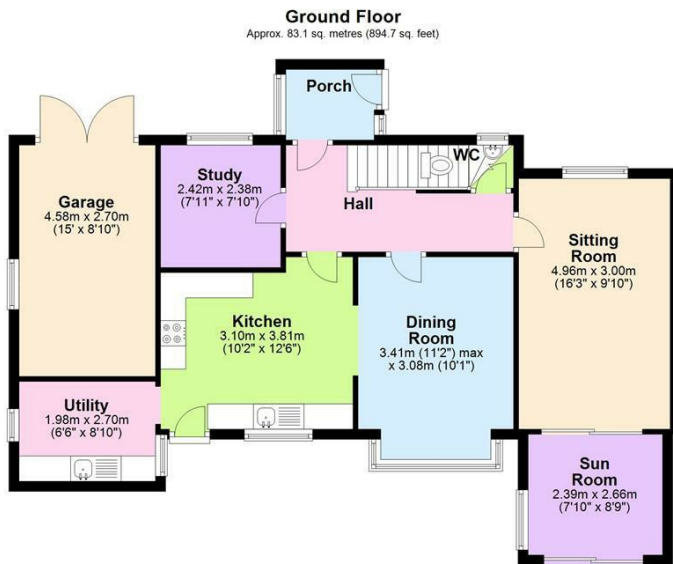 Ground Floor
Approx. 83.1 sq. metres (894.7 sq. feet)
Porch
WC
Study
2.42m x 2.38m
(7'11" x 7'10")
Garage
4.58m x 2.70m
(15' x 8'10")
Hall
Sitting
Room
4.96m x 3.00m
(16'3" x 9'10")
Kitchen
3.10m x 3.81m
(10'2" x 12'6")
Dining
Room
3.41m (11'2") max
x 3.08m (10'1")
Utility
1.98m x 2.70m
(6'6" x 8'10")
Sun
Room
2.39m x 2.66m
(7'10" x 8'9")